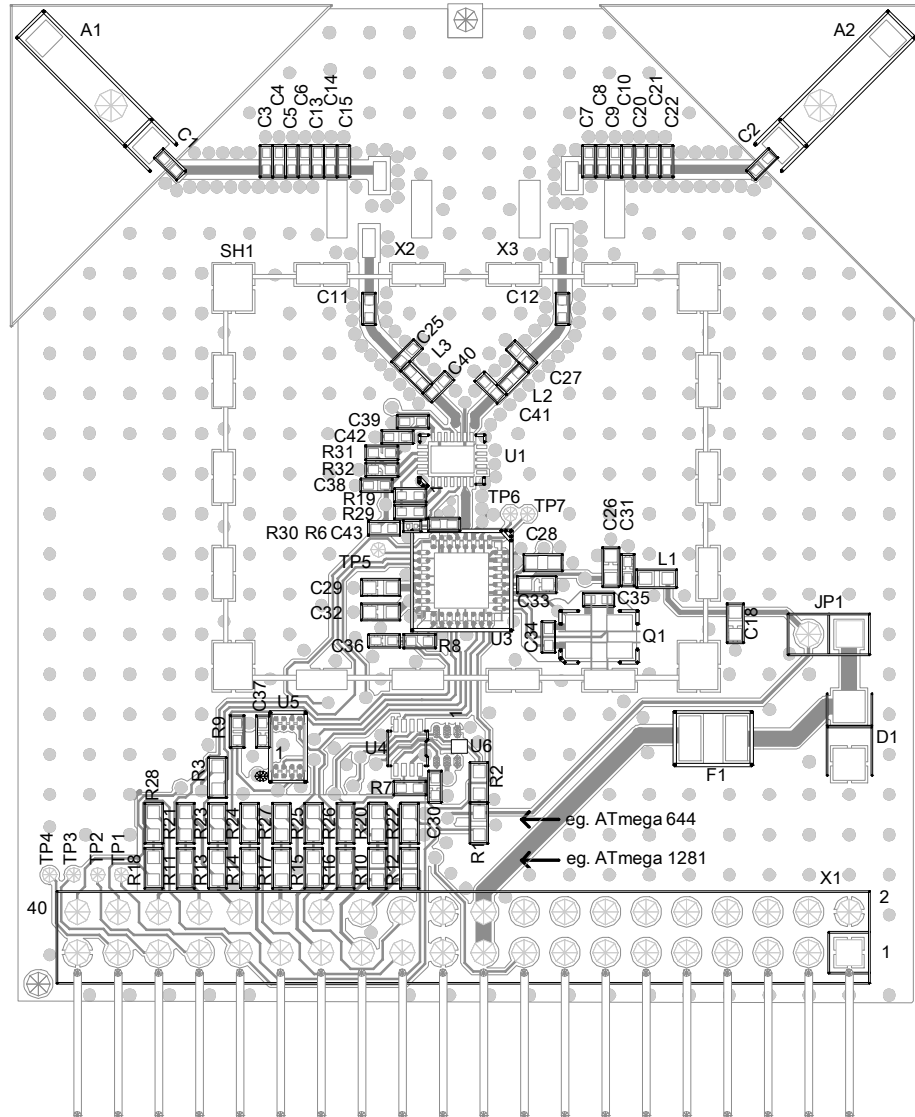 A1
A2
C1
C3
C4
C5
C6
C13
C14
C15
C7
C8
C9
C10
C20
C21
C22
C2
SH1
X2
X3
C11
C12
C25
L3
C40
C27
L2
C41
C39
C42
R31
R32
C38
R19
R29
U1
TP6
TP7
R30
R6
C43
TP5
C28
C26
C31
L1
C29
C33
C35
C32
C34
Q1
C18
JP1
C36
R8
U3
C37
U5
R9
1
U4
1
U6
R3
R7
R2
D1
F1
R28
R21
R23
R24
R27
R25
R26
R20
R22
C30
R1
eg. ATmega 644
eg. ATmega 1281
TP4
TP3
TP2
TP1
R18
R11
R13
R14
R17
R15
R16
R10
R12
X1
40
2
1